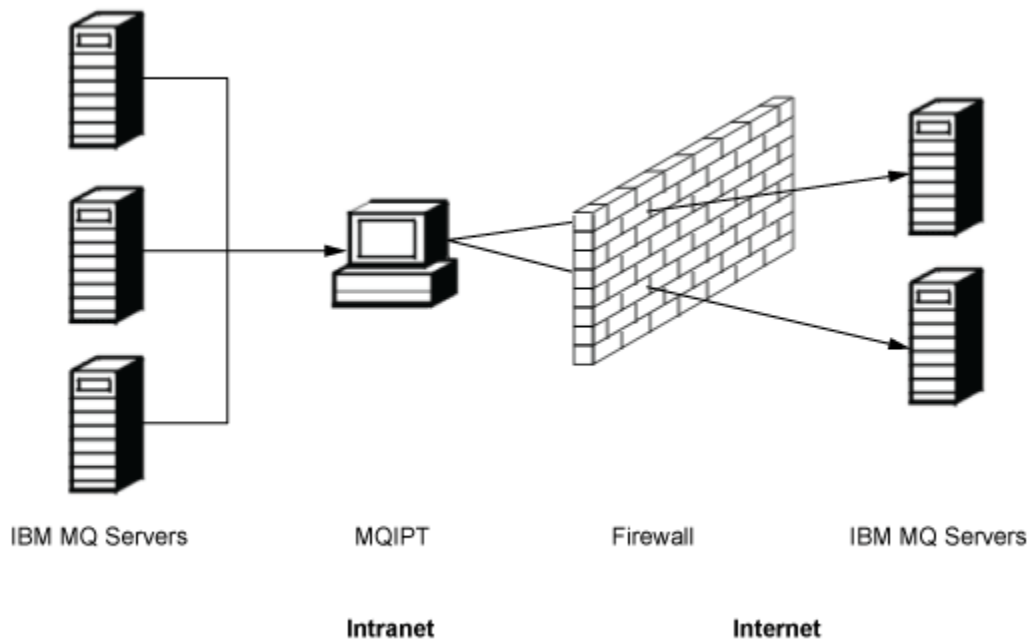 IBM MQ Servers
MQIPT
Firewall
IBM MQ Servers
Intranet
Internet